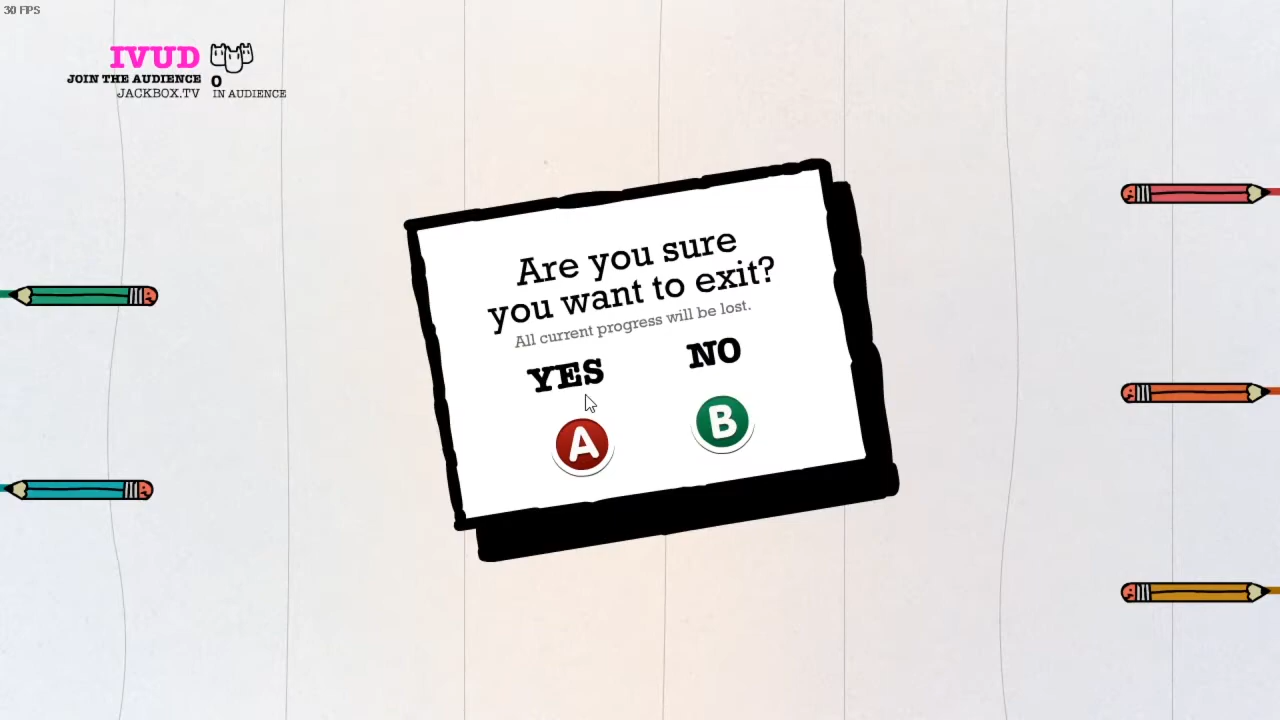 30 FPS
IVUD
JOIN THE AUDIENCE
JACKBOX.TV
0
IN AUDIENCE
Are you sure
you want to exit?
All current progress will be lost.
YES
NO
A
B